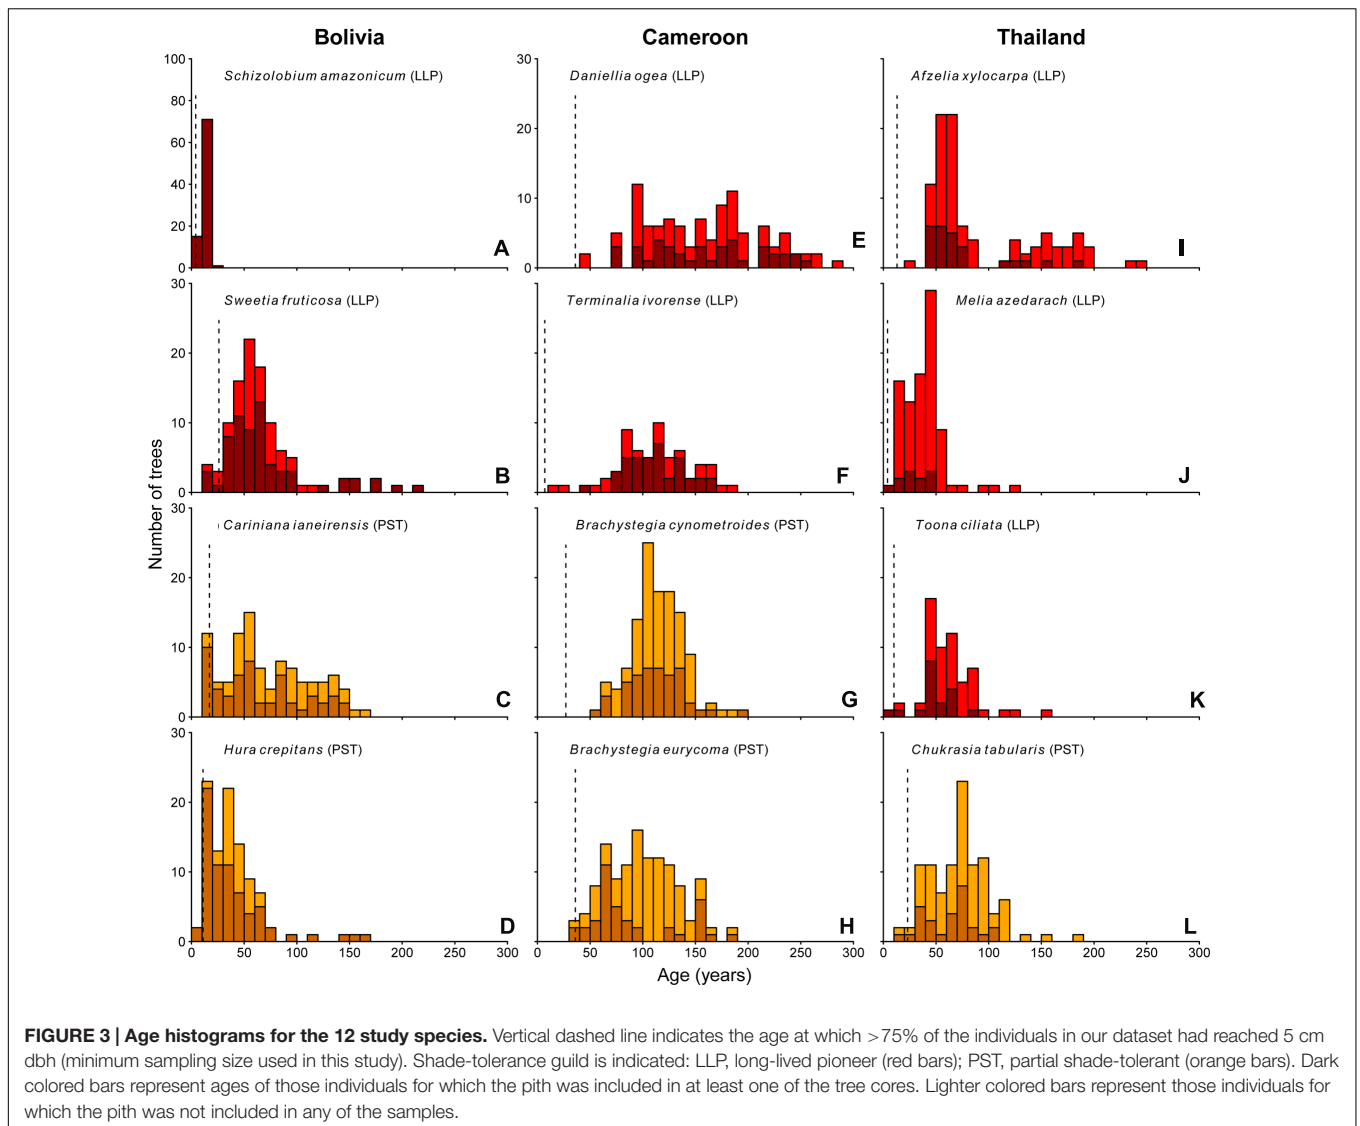 Bolivia
Cameroon
Thailand
Number of trees
100
80
60
40
20
0
Schizolobium amazonicum (LLP)
A
30
20
10
0
Daniellia ogea (LLP)
E
Afzelia xylocarpa (LLP)
I
30
20
10
0
Sweetia fruticosa (LLP)
B
Terminalia ivorense (LLP)
F
Melia azedarach (LLP)
J
30
20
10
0
Cariniana ianeirensis (PST)
C
Brachystegia cynometroides (PST)
G
Toona ciliata (LLP)
K
30
20
10
0
Hura crepitans (PST)
D
Brachystegia eurycoma (PST)
H
Chukrasia tabularis (PST)
L
0 50 100 150 200 250 300
0 50 100 150 200 250 300
0 50 100 150 200 250 300
Age (years)
FIGURE 3 | Age histograms for the 12 study species. Vertical dashed line indicates the age at which >75% of the individuals in our dataset had reached 5 cm
dbh (minimum sampling size used in this study). Shade-tolerance guild is indicated: LLP, long-lived pioneer (red bars); PST, partial shade-tolerant (orange bars). Dark
colored bars represent ages of those individuals for which the pith was included in at least one of the tree cores. Lighter colored bars represent those individuals for
which the pith was not included in any of the samples.